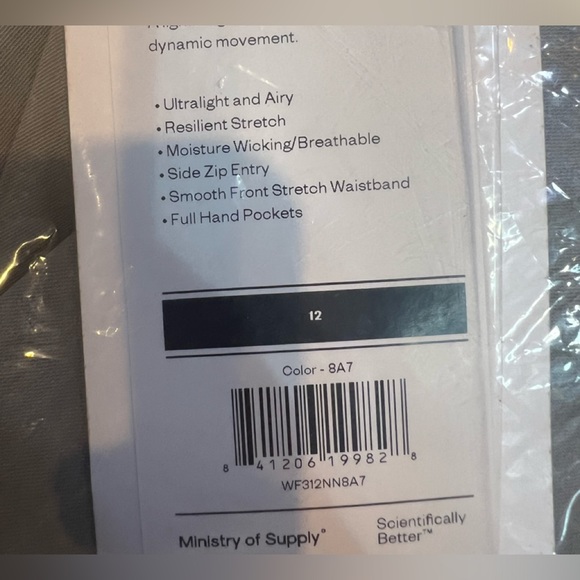 dynamic movement.
• Ultralight and Airy
• Resilient Stretch
• Moisture Wicking/Breathable
• Side Zip Entry
• Smooth Front Stretch Waistband
• Full Hand Pockets
12
Color - 8A7
8 41206 19982 8
WF312NN8A7
Ministry of Supply®
Scientifically
Better™